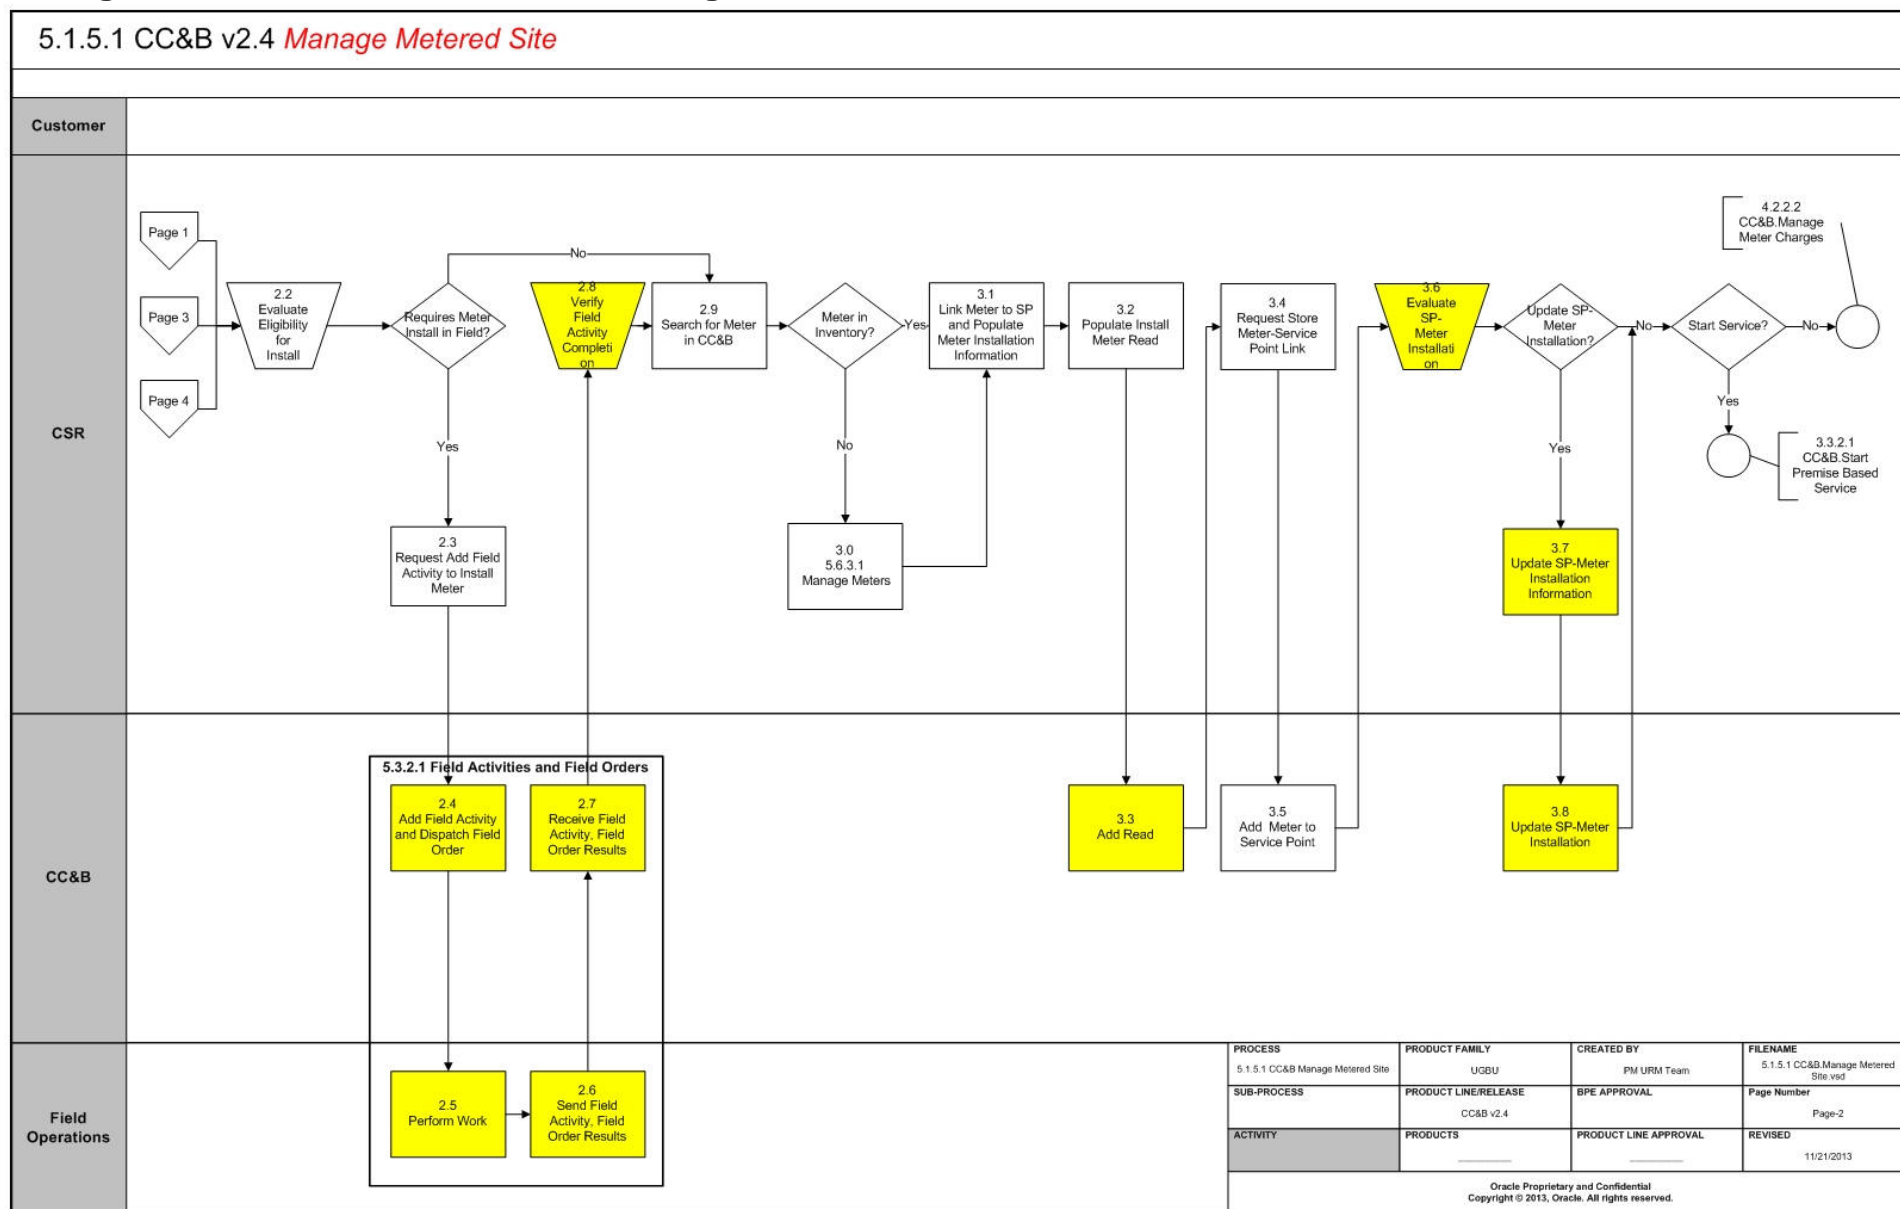 5.1.5.1 CC&B v2.4 Manage Metered Site
Customer
CSR
Page 1
Page 3
Page 4
2.2
Evaluate
Eligibility
for
Install
Requires Meter
Install in Field?
No
Yes
2.3
Request Add Field
Activity to Install
Meter
2.8
Verify
Field
Activity
Completi
on
2.9
Search for Meter
in CC&B
Meter in
Inventory?
Yes
No
3.0
5.6.3.1
Manage Meters
3.1
Link Meter to SP
and Populate
Meter Installation
Information
3.2
Populate Install
Meter Read
3.4
Request Store
Meter-Service
Point Link
3.6
Evaluate
SP-
Meter
Installati
on
Update SP-
Meter
Installation?
No
Yes
3.7
Update SP-Meter
Installation
Information
Start Service?
No
Yes
4.2.2.2
CC&B.Manage
Meter Charges
3.3.2.1
CC&B.Start
Premise Based
Service
CC&B
5.3.2.1 Field Activities and Field Orders
2.4
Add Field Activity
and Dispatch Field
Order
2.7
Receive Field
Activity, Field
Order Results
3.3
Add Read
3.5
Add Meter to
Service Point
3.8
Update SP-Meter
Installation
Field
Operations
2.5
Perform Work
2.6
Send Field
Activity, Field
Order Results
PROCESS
5.1.5.1 CC&B Manage Metered Site
PRODUCT FAMILY
UGBU
CREATED BY
PM URM Team
FILENAME
5.1.5.1 CC&B.Manage Metered
Site.vsd
SUB-PROCESS
PRODUCT LINE/RELEASE
CC&B v2.4
BPE APPROVAL
Page Number
Page-2
ACTIVITY
PRODUCTS
PRODUCT LINE APPROVAL
REVISED
11/21/2013
Oracle Proprietary and Confidential
Copyright © 2013, Oracle. All rights reserved.